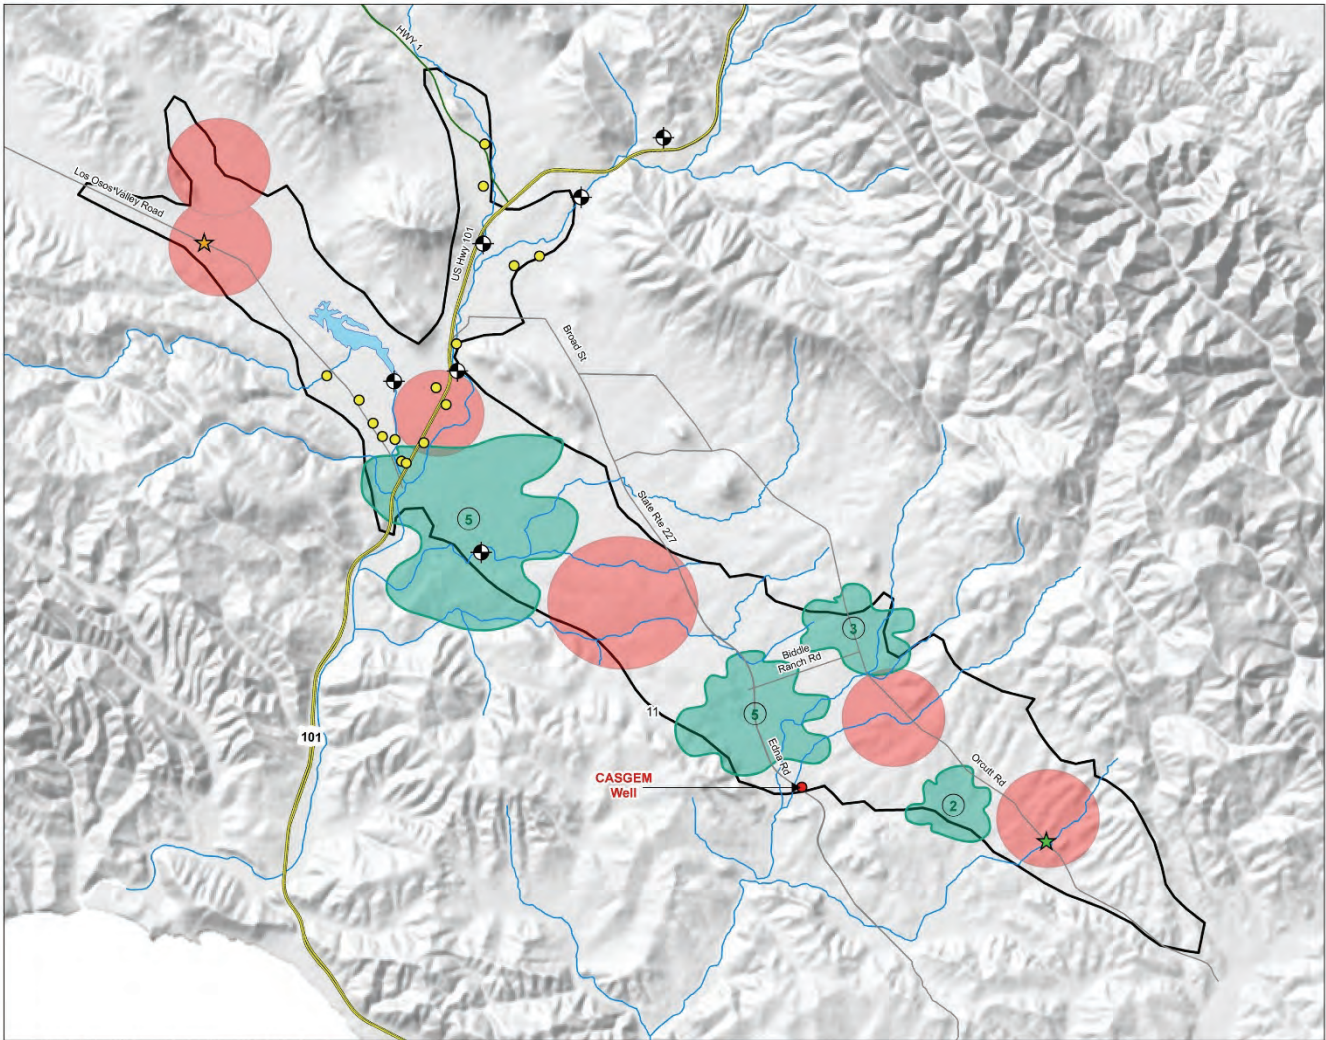 HWY 1
Los Osos Valley Road
US Hwy 101
Broad St
State Rte 227
5
3
Biddle
Ranch Rd
11
5
101
Edna Rd
Orcutt Rd
CASGEM
Well
2